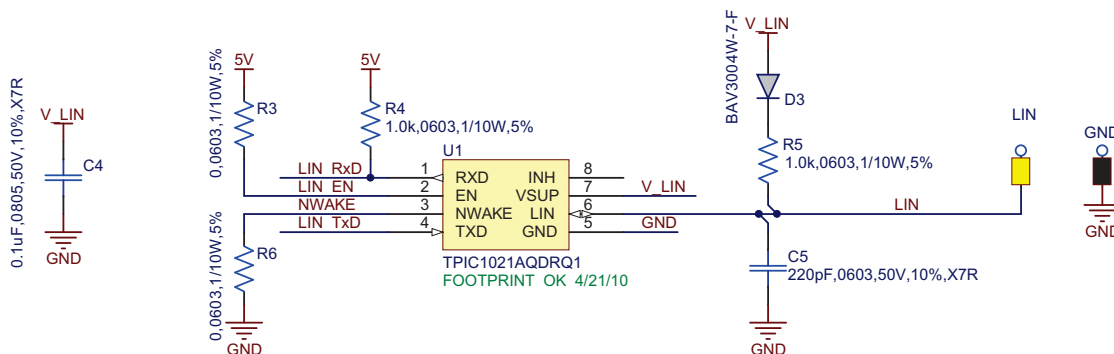 0.1uF,0805,50V,10%,X7R
V_LIN
C4
GND
0,0603,1/10W,5%
5V
R3
5V
R4
1.0k,0603,1/10W,5%
U1
LIN_RxD 1 RXD INH 8
LIN_EN 2 EN VSUP 7 V_LIN
NWAKE 3 NWAKE LIN 6 LIN
LIN_TxD 4 TXD GND 5 GND
TPIC1021AQDRQ1
FOOTPRINT OK 4/21/10
0,0603,1/10W,5%
R6
GND
BAV3004W-7-F
V_LIN
D3
R5
1.0k,0603,1/10W,5%
C5
220pF,0603,50V,10%,X7R
GND
LIN
GND
GND